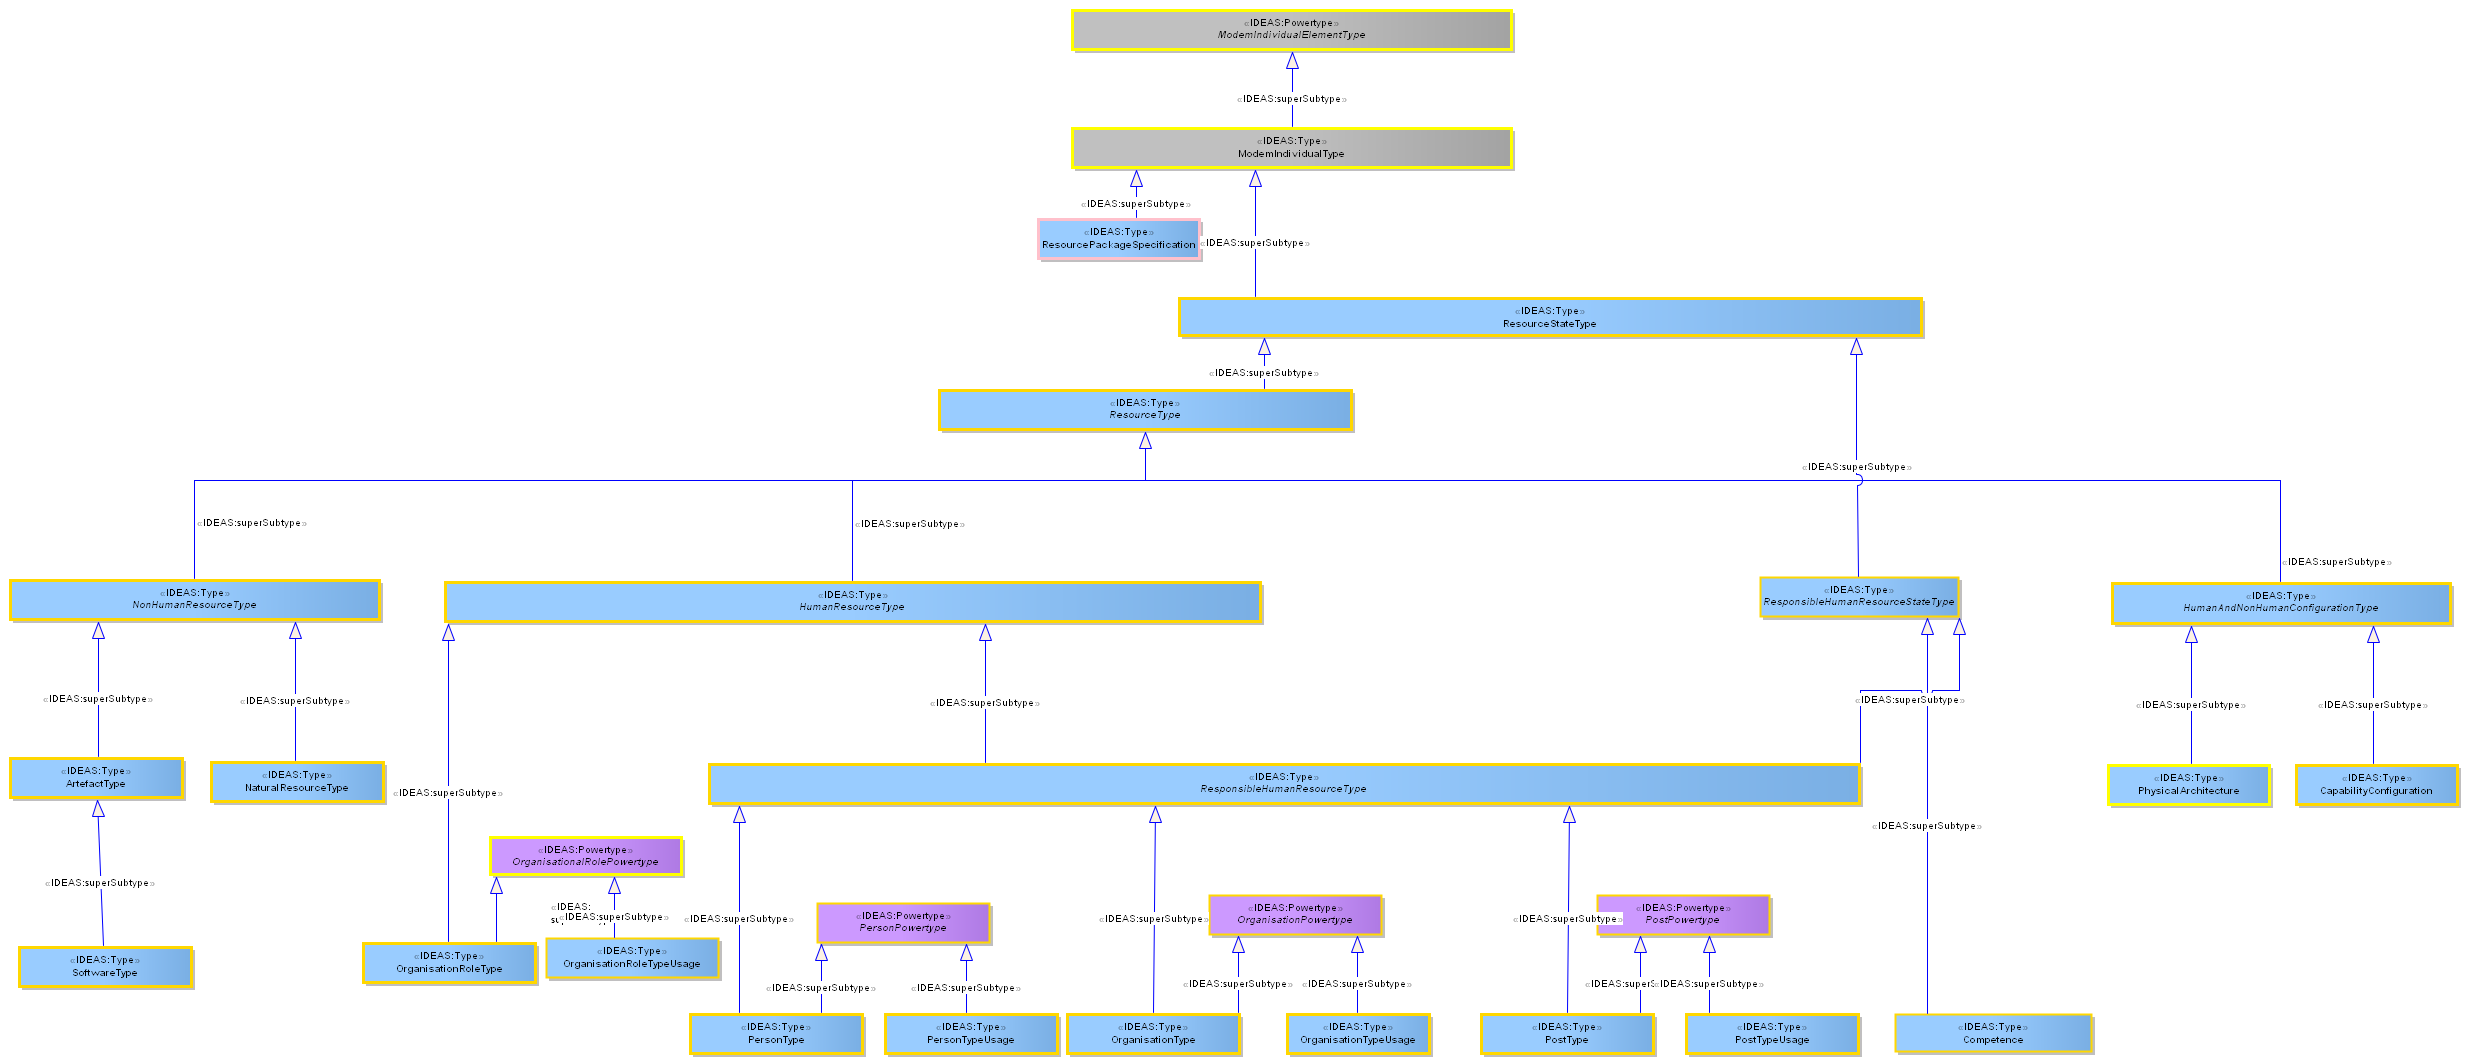 «IDEAS:Powertype»
ModemIndividualElementType
«IDEAS:superSubtype»
«IDEAS:Type»
ModemIndividualType
«IDEAS:superSubtype»
«IDEAS:Type»
ResourcePackageSpecification
«IDEAS:superSubtype»
«IDEAS:Type»
ResourceStateType
«IDEAS:superSubtype»
«IDEAS:Type»
ResourceType
«IDEAS:superSubtype»
«IDEAS:superSubtype»
«IDEAS:superSubtype»
«IDEAS:superSubtype»
«IDEAS:Type»
NonHumanResourceType
«IDEAS:Type»
HumanResourceType
«IDEAS:Type»
ResponsibleHumanResourceStateType
«IDEAS:Type»
HumanAndNonHumanConfigurationType
«IDEAS:superSubtype»
«IDEAS:superSubtype»
«IDEAS:superSubtype»
«IDEAS:superSubtype»
«IDEAS:superSubtype»
«IDEAS:superSubtype»
«IDEAS:Type»
ArtefactType
«IDEAS:Type»
NaturalResourceType
«IDEAS:superSubtype»
«IDEAS:Type»
ResponsibleHumanResourceType
«IDEAS:Type»
PhysicalArchitecture
«IDEAS:Type»
CapabilityConfiguration
«IDEAS:superSubtype»
«IDEAS:Powertype»
OrganisationalRolePowertype
«IDEAS:superSubtype»
«IDEAS:
«IDEAS:superSubtype»
«IDEAS:superSubtype»
«IDEAS:Powertype»
PersonPowertype
«IDEAS:superSubtype»
«IDEAS:Powertype»
OrganisationPowertype
«IDEAS:superSubtype»
«IDEAS:Powertype»
PostPowertype
«IDEAS:Type»
SoftwareType
«IDEAS:Type»
OrganisationRoleType
«IDEAS:Type»
OrganisationRoleTypeUsage
«IDEAS:superSubtype»
«IDEAS:superSubtype»
«IDEAS:superSubtype»
«IDEAS:superSubtype»
«IDEAS:superS
«IDEAS:superSubtype»
«IDEAS:Type»
PersonType
«IDEAS:Type»
PersonTypeUsage
«IDEAS:Type»
OrganisationType
«IDEAS:Type»
OrganisationTypeUsage
«IDEAS:Type»
PostType
«IDEAS:Type»
PostTypeUsage
«IDEAS:Type»
Competence